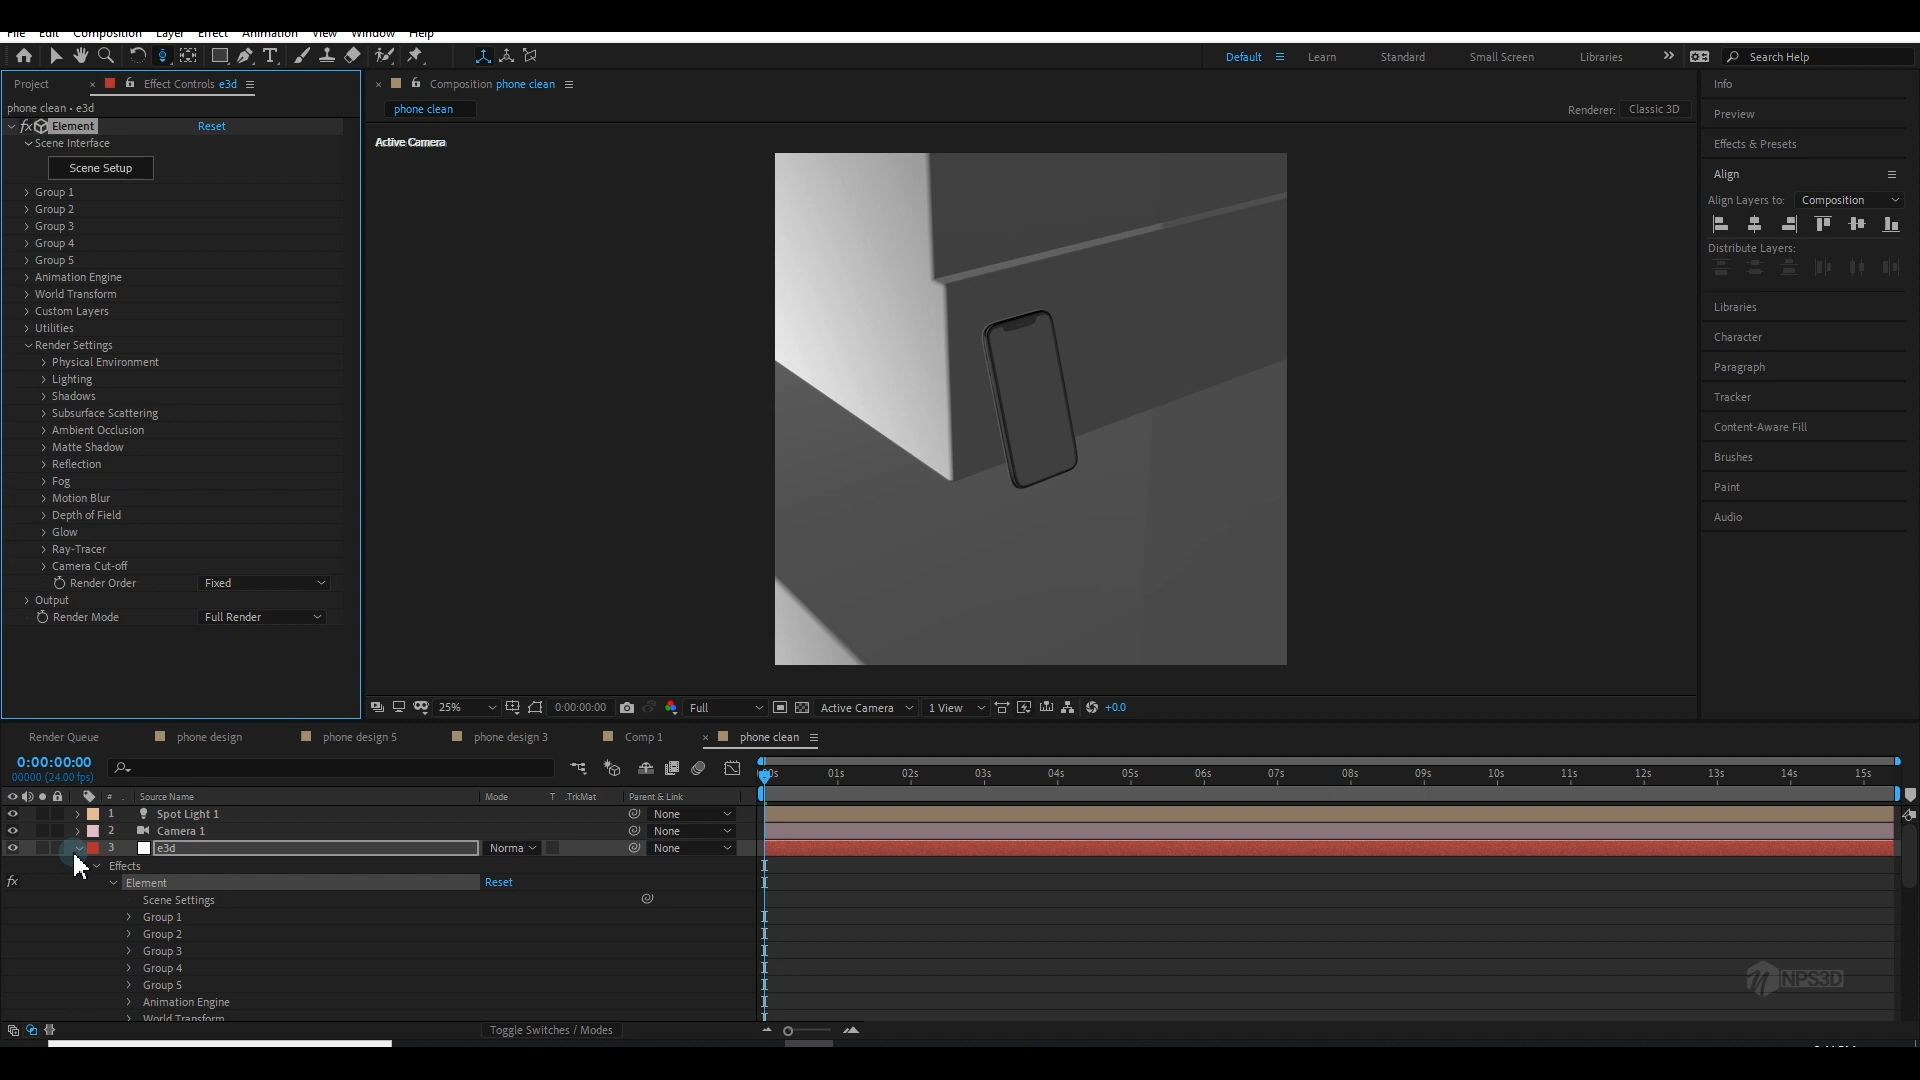 File Edit Composition Layer Effect Animation View Window Help
Default Learn Standard Small Screen Libraries Search Help
Project Effect Controls e3d
phone clean • e3d
fx Element Reset
Scene Interface
Scene Setup
Group 1
Group 2
Group 3
Group 4
Group 5
Animation Engine
World Transform
Custom Layers
Utilities
Render Settings
Physical Environment
Lighting
Shadows
Subsurface Scattering
Ambient Occlusion
Matte Shadow
Reflection
Fog
Motion Blur
Depth of Field
Glow
Ray-Tracer
Camera Cut-off
Render Order Fixed
Output
Render Mode Full Render
Composition phone clean
phone clean
Renderer: Classic 3D
Active Camera
25% 0:00:00:00 Full Active Camera 1 View +0.0
Info
Preview
Effects & Presets
Align
Align Layers to: Composition
Distribute Layers:
Libraries
Character
Paragraph
Tracker
Content-Aware Fill
Brushes
Paint
Audio
Render Queue phone design phone design 5 phone design 3 Comp 1 phone clean
0:00:00:00
00000 (24.00 fps)
# Source Name Mode T .TrkMat Parent & Link
:00s 01s 02s 03s 04s 05s 06s 07s 08s 09s 10s 11s 12s 13s 14s 15s
1 Spot Light 1 None
2 Camera 1 None
3 e3d Norma None
Effects
fx Element Reset
Scene Settings
Group 1
Group 2
Group 3
Group 4
Group 5
Animation Engine
World Transform
Toggle Switches / Modes
NPS3D